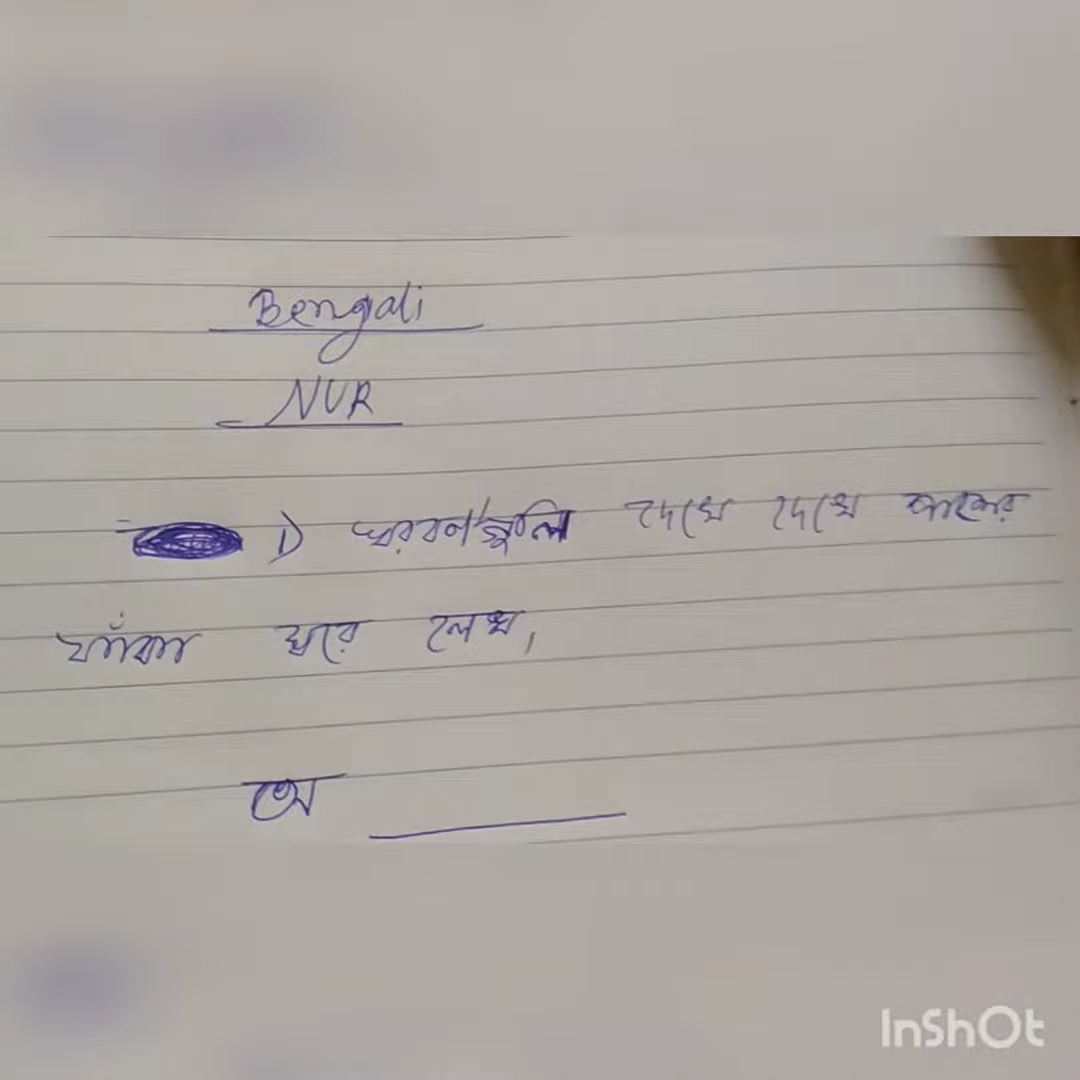 Bengali
NUR
1) স্বরবর্ণগুলি দেখে দেখে পাশের
ফাঁকা ঘরে লেখ,
অ
InShOt